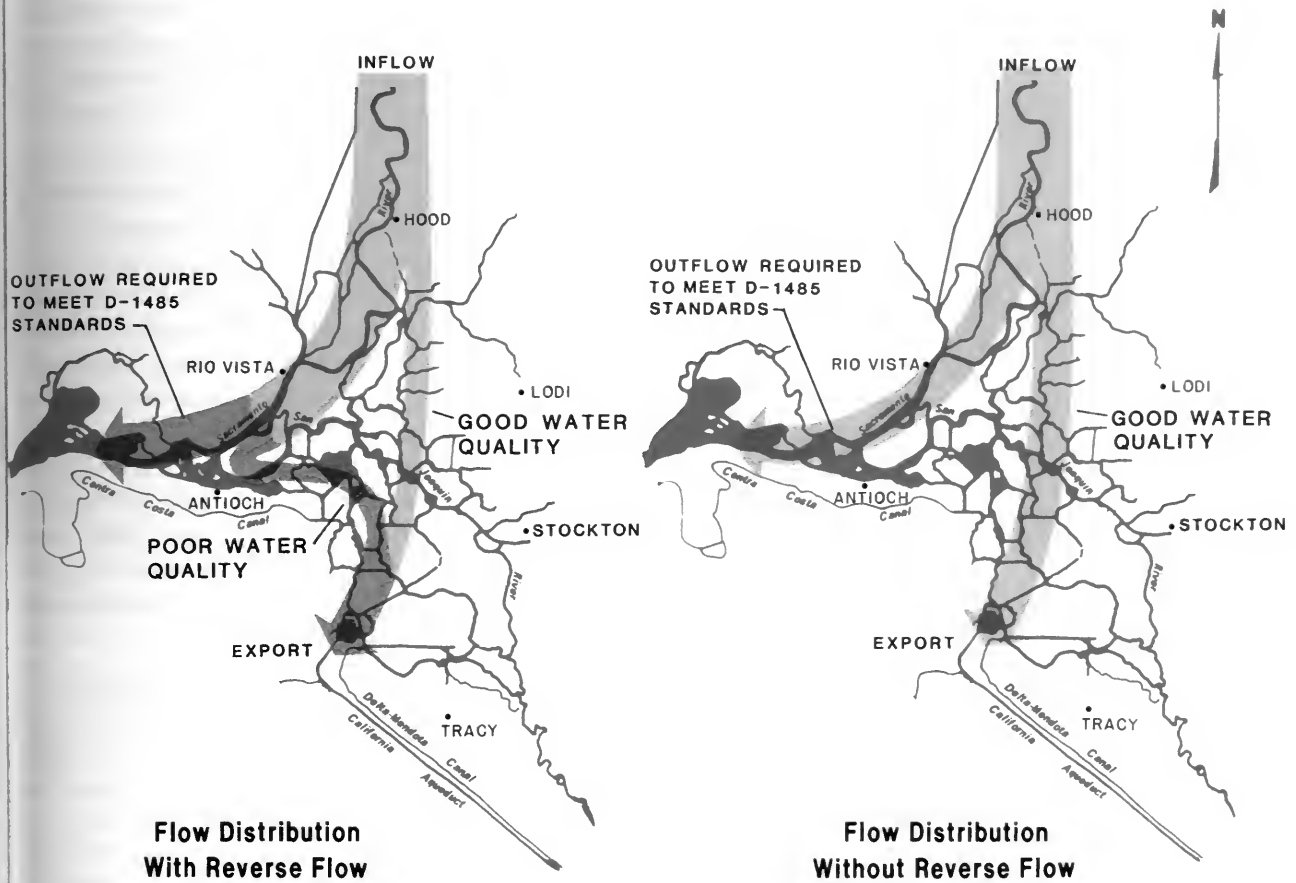 INFLOW
River
HOOD
OUTFLOW REQUIRED
TO MEET D-1485
STANDARDS
RIO VISTA
LODI
Sacramento
San
GOOD WATER
QUALITY
Contra
Costa
Canal
ANTIOCH
Joaquin
STOCKTON
POOR WATER
QUALITY
River
EXPORT
Delta-Mendota
Canal
California
Aqueduct
TRACY
Flow Distribution
With Reverse Flow
N
INFLOW
River
HOOD
OUTFLOW REQUIRED
TO MEET D-1485
STANDARDS
RIO VISTA
LODI
Sacramento
San
GOOD WATER
QUALITY
Contra
Costa
Canal
ANTIOCH
Joaquin
STOCKTON
River
EXPORT
Delta-Mendota
Canal
California
Aqueduct
TRACY
Flow Distribution
Without Reverse Flow